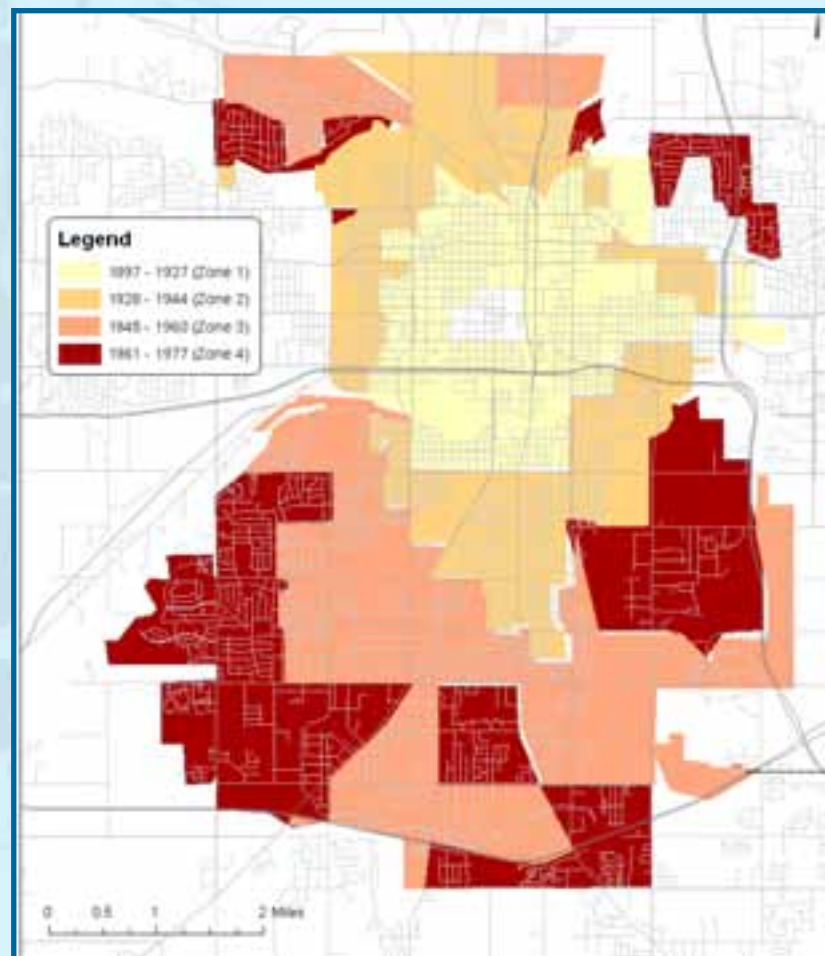 Legend
1897 - 1927 (Zone 1)
1928 - 1944 (Zone 2)
1945 - 1960 (Zone 3)
1961 - 1977 (Zone 4)
0 0.5 1 2 Miles